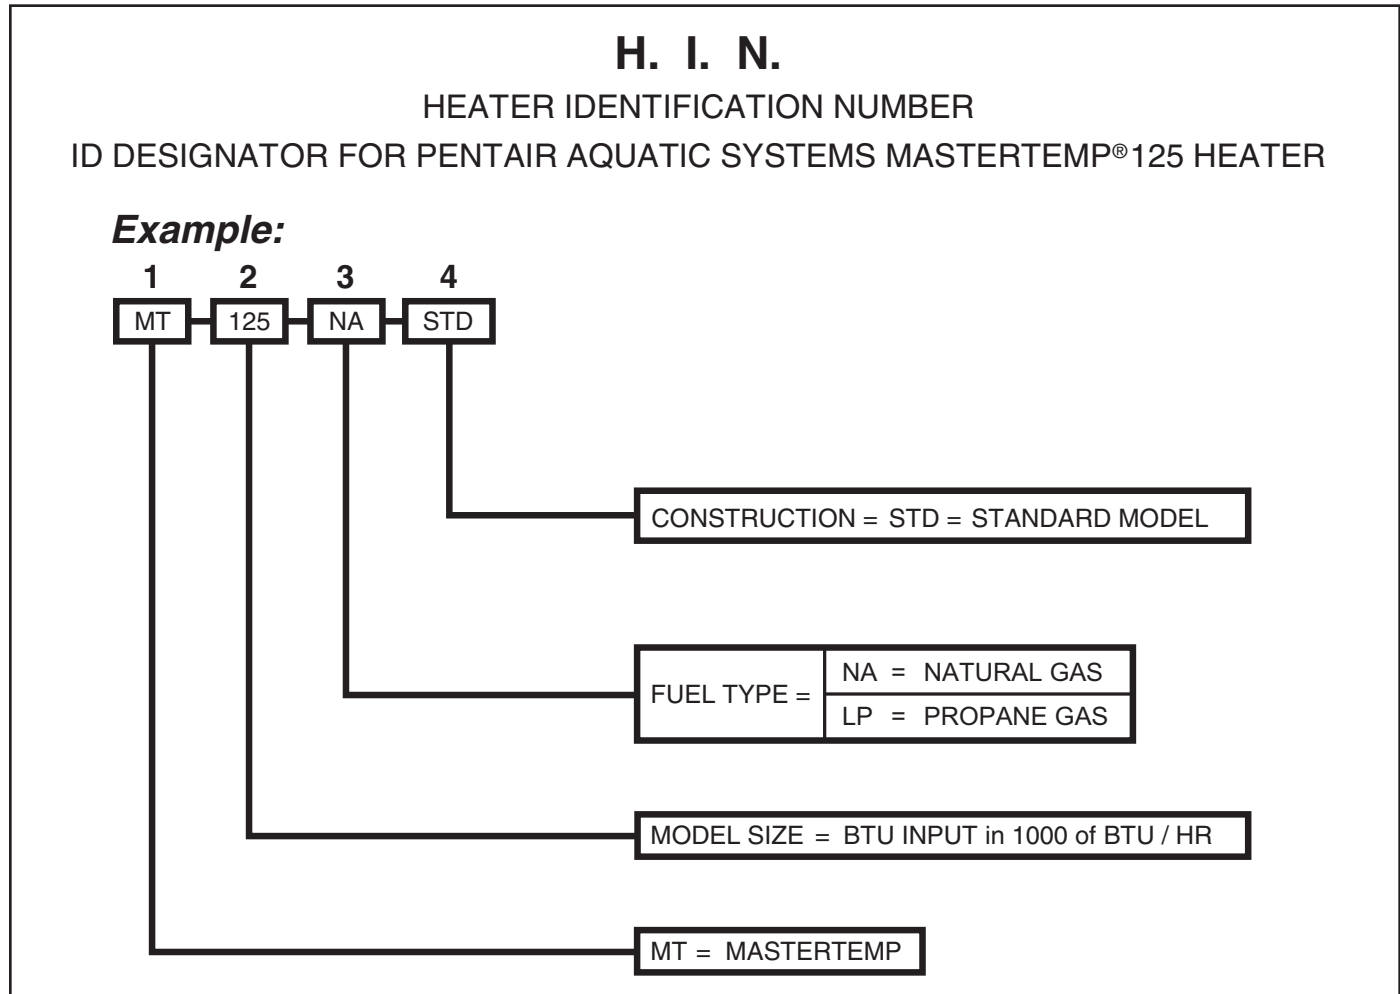 H. I. N.
HEATER IDENTIFICATION NUMBER
ID DESIGNATOR FOR PENTAIR AQUATIC SYSTEMS MASTERTEMP® 125 HEATER
Example:
1 2 3 4
MT 125 NA STD
CONSTRUCTION = STD = STANDARD MODEL
FUEL TYPE =
NA = NATURAL GAS
LP = PROPANE GAS
MODEL SIZE = BTU INPUT in 1000 of BTU / HR
MT = MASTERTEMP